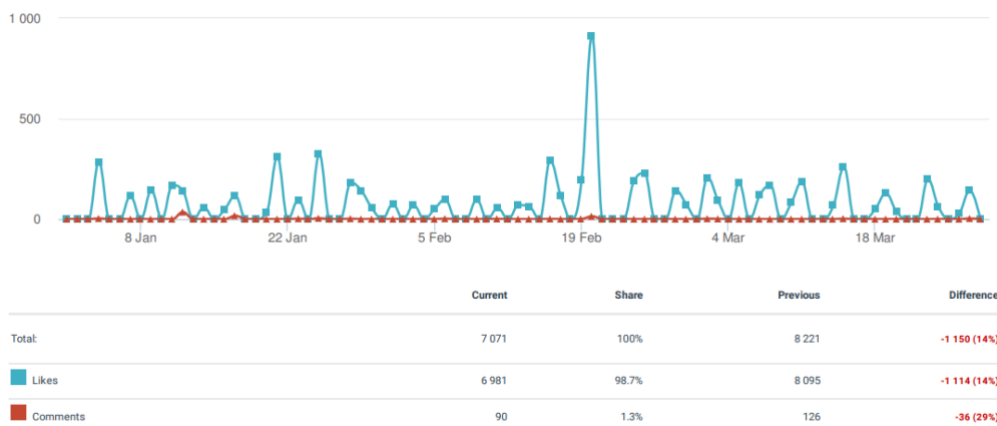 1 000
500
0
8 Jan 22 Jan 5 Feb 19 Feb 4 Mar 18 Mar
Current Share Previous Difference
Total: 7 071 100% 8 221 -1 150 (14%)
Likes 6 981 98.7% 8 095 -1 114 (14%)
Comments 90 1.3% 126 -36 (29%)